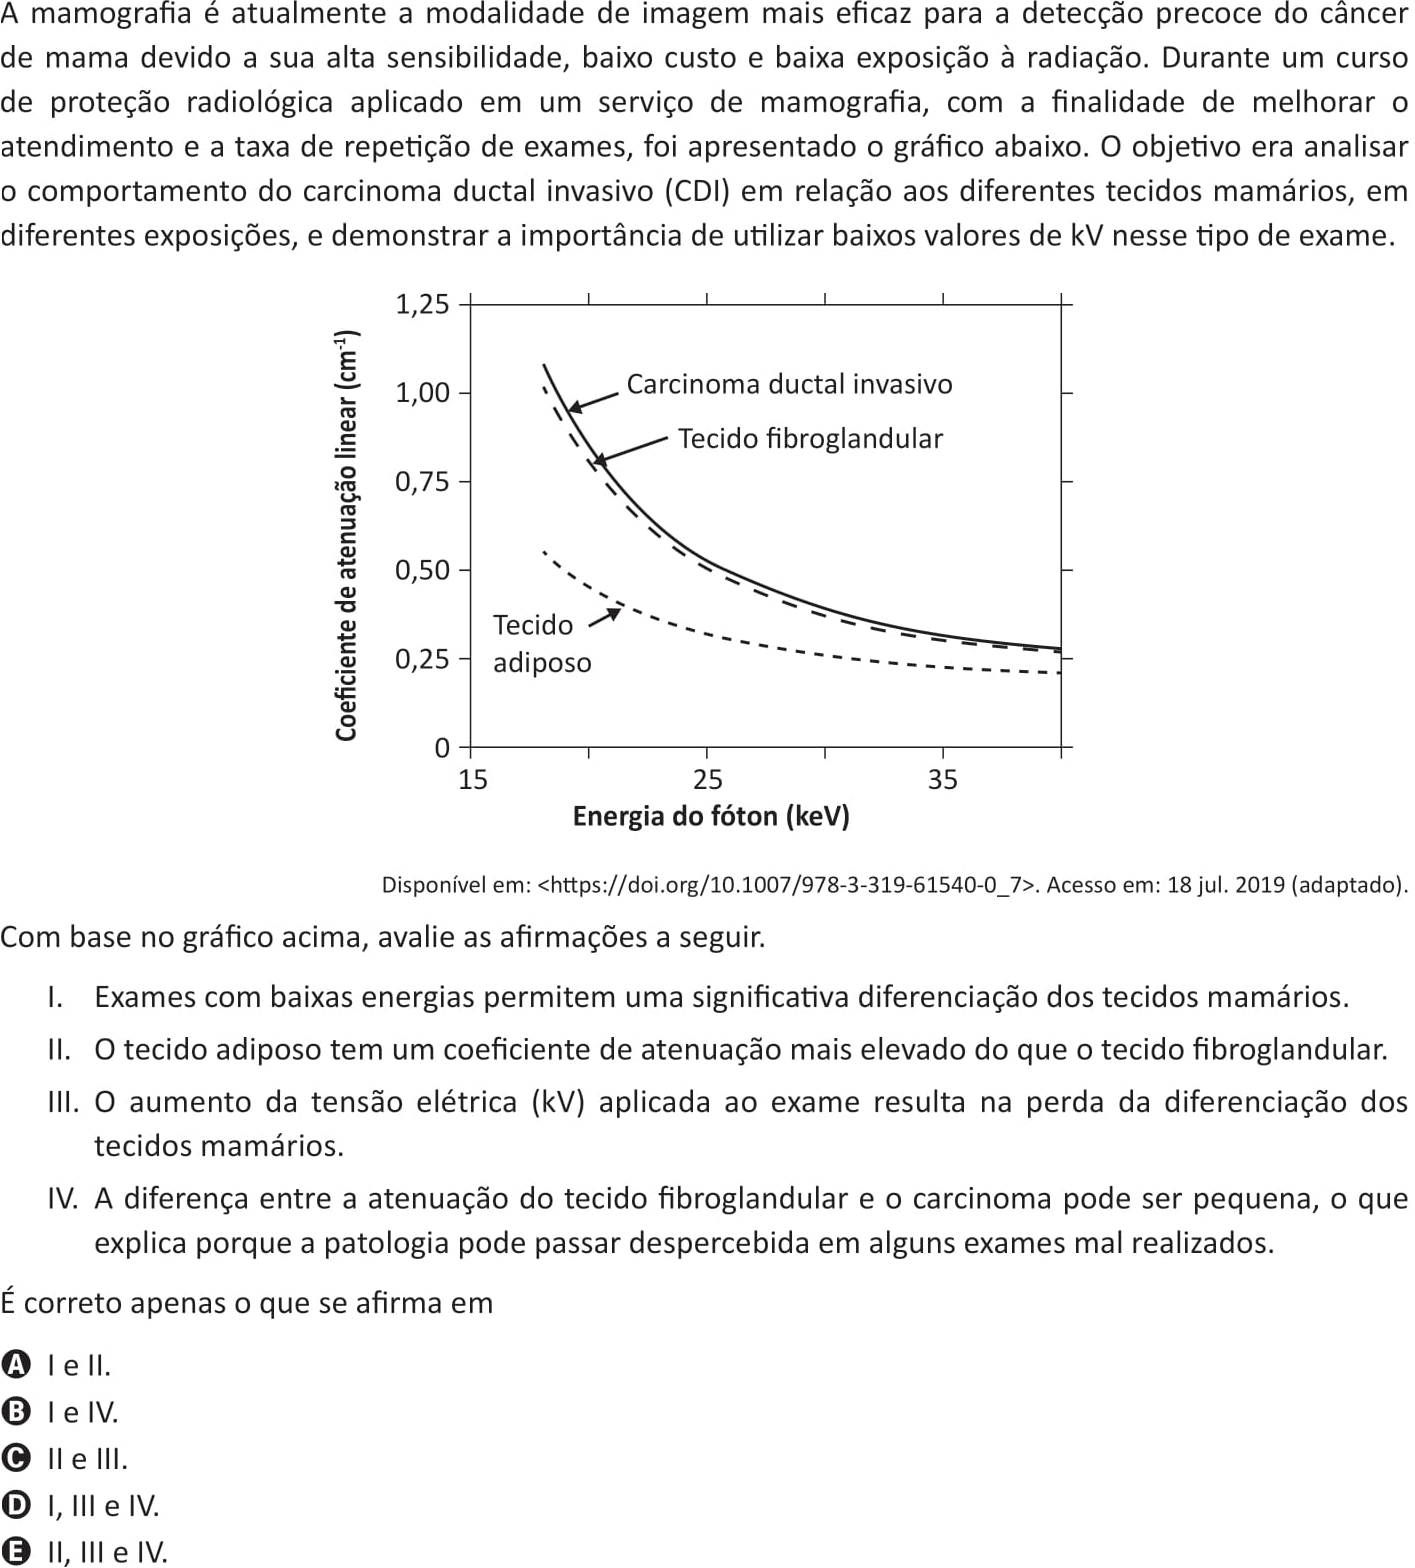 A mamografia é atualmente a modalidade de imagem mais eficaz para a detecção precoce do câncer
de mama devido a sua alta sensibilidade, baixo custo e baixa exposição à radiação. Durante um curso
de proteção radiológica aplicado em um serviço de mamografia, com a finalidade de melhorar o
atendimento e a taxa de repetição de exames, foi apresentado o gráfico abaixo. O objetivo era analisar
o comportamento do carcinoma ductal invasivo (CDI) em relação aos diferentes tecidos mamários, em
diferentes exposições, e demonstrar a importância de utilizar baixos valores de kV nesse tipo de exame.
Coeficiente de atenuação linear (cm⁻¹)
1,25
1,00
0,75
0,50
0,25
0
Carcinoma ductal invasivo
Tecido fibroglandular
Tecido
adiposo
15 25 35
Energia do fóton (keV)
Disponível em: <https://doi.org/10.1007/978-3-319-61540-0_7>. Acesso em: 18 jul. 2019 (adaptado).
Com base no gráfico acima, avalie as afirmações a seguir.
I. Exames com baixas energias permitem uma significativa diferenciação dos tecidos mamários.
II. O tecido adiposo tem um coeficiente de atenuação mais elevado do que o tecido fibroglandular.
III. O aumento da tensão elétrica (kV) aplicada ao exame resulta na perda da diferenciação dos
tecidos mamários.
IV. A diferença entre a atenuação do tecido fibroglandular e o carcinoma pode ser pequena, o que
explica porque a patologia pode passar despercebida em alguns exames mal realizados.
É correto apenas o que se afirma em
A I e II.
B I e IV.
C II e III.
D I, III e IV.
E II, III e IV.